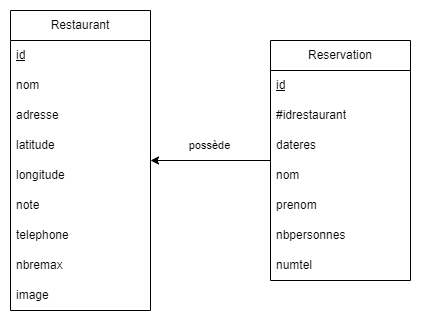 Restaurant
id
nom
adresse
latitude
longitude
note
telephone
nbremax
image
possède
Reservation
id
#idrestaurant
dateres
nom
prenom
nbpersonnes
numtel